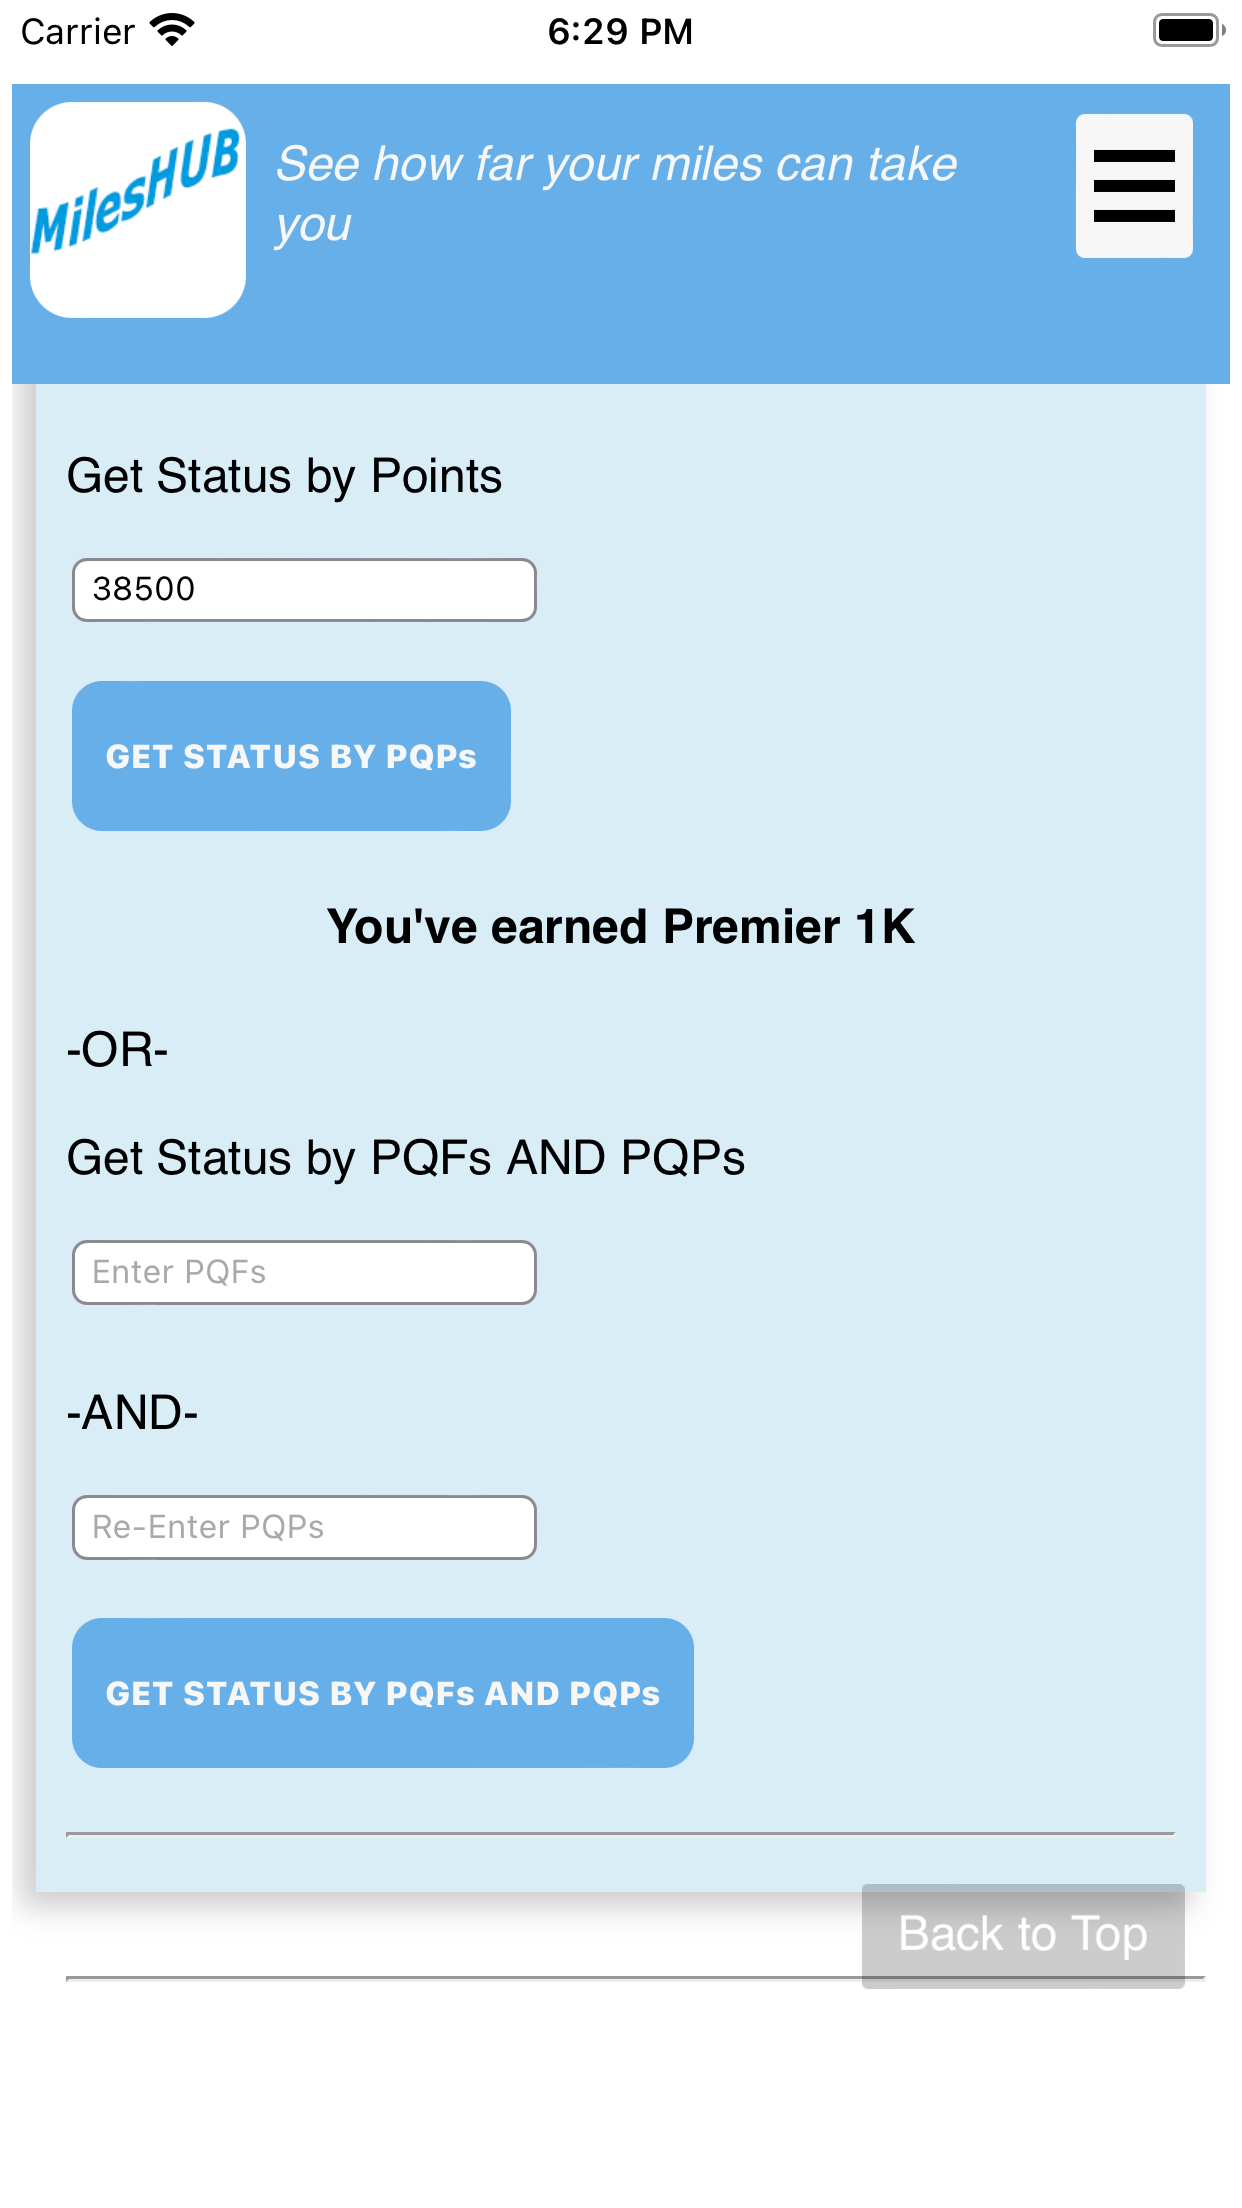 Carrier 6:29 PM
MilesHUB
See how far your miles can take
you
Get Status by Points
38500
GET STATUS BY PQPs
You've earned Premier 1K
-OR-
Get Status by PQFs AND PQPs
Enter PQFs
-AND-
Re-Enter PQPs
GET STATUS BY PQFs AND PQPs
Back to Top